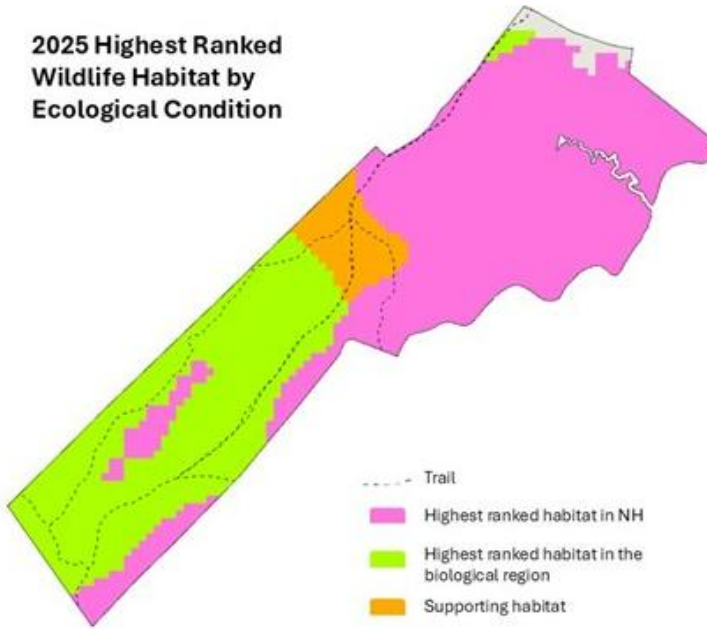 2025 Highest Ranked
Wildlife Habitat by
Ecological Condition
Trail
Highest ranked habitat in NH
Highest ranked habitat in the
biological region
Supporting habitat